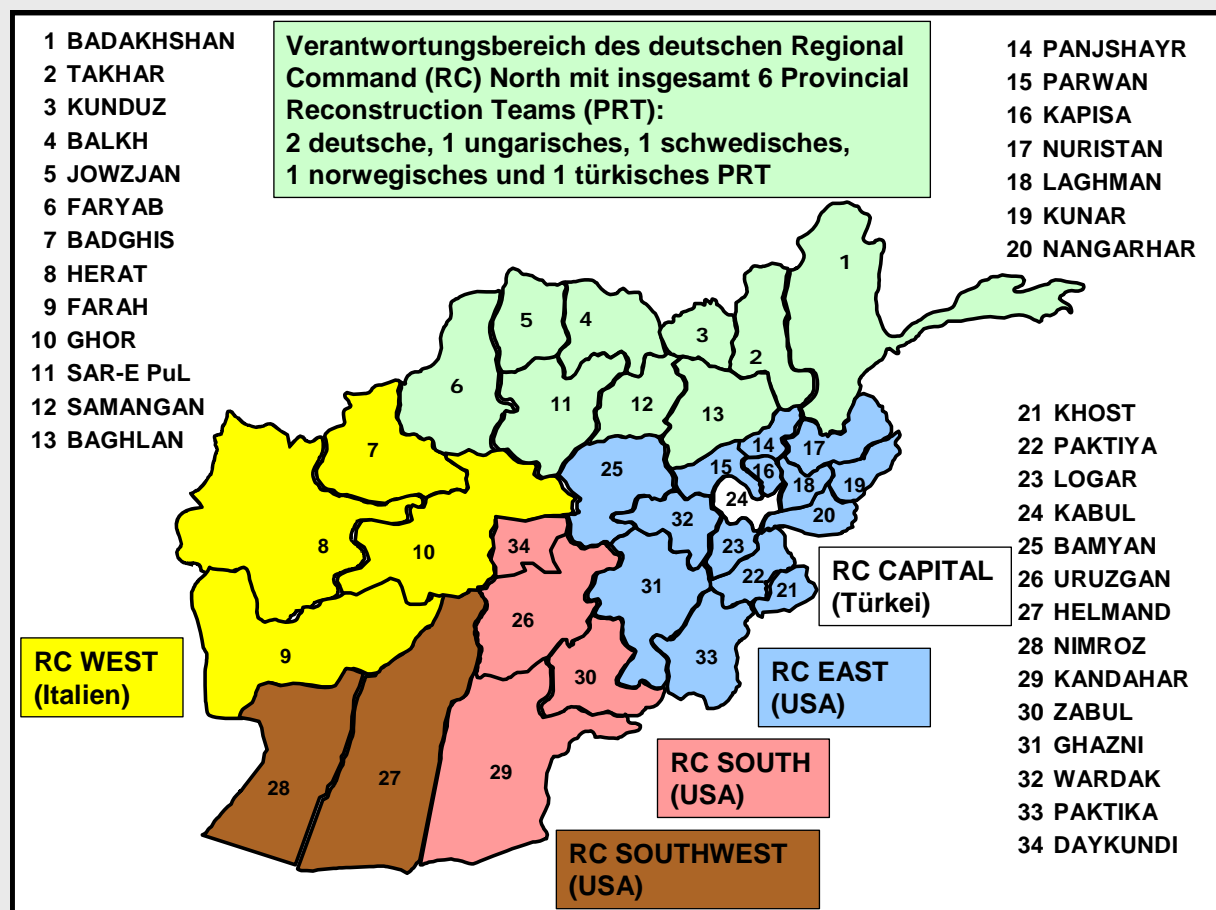 1 BADAKHSHAN
2 TAKHAR
3 KUNDUZ
4 BALKH
5 JOWZJAN
6 FARYAB
7 BADGHIS
8 HERAT
9 FARAH
10 GHOR
11 SAR-E PuL
12 SAMANGAN
13 BAGHLAN
Verantwortungsbereich des deutschen Regional
Command (RC) North mit insgesamt 6 Provincial
Reconstruction Teams (PRT):
2 deutsche, 1 ungarisches, 1 schwedisches,
1 norwegisches und 1 türkisches PRT
14 PANJSHAYR
15 PARWAN
16 KAPISA
17 NURISTAN
18 LAGHMAN
19 KUNAR
20 NANGARHAR
21 KHOST
22 PAKTIYA
23 LOGAR
24 KABUL
25 BAMYAN
26 URUZGAN
27 HELMAND
28 NIMROZ
29 KANDAHAR
30 ZABUL
31 GHAZNI
32 WARDAK
33 PAKTIKA
34 DAYKUNDI
1
5
4
3
2
6
11
12
13
7
14
17
25
15
16
18
19
24
32
20
8
10
34
23
22
21
31
26
9
33
30
29
27
28
RC CAPITAL
(Türkei)
RC WEST
(Italien)
RC EAST
(USA)
RC SOUTH
(USA)
RC SOUTHWEST
(USA)